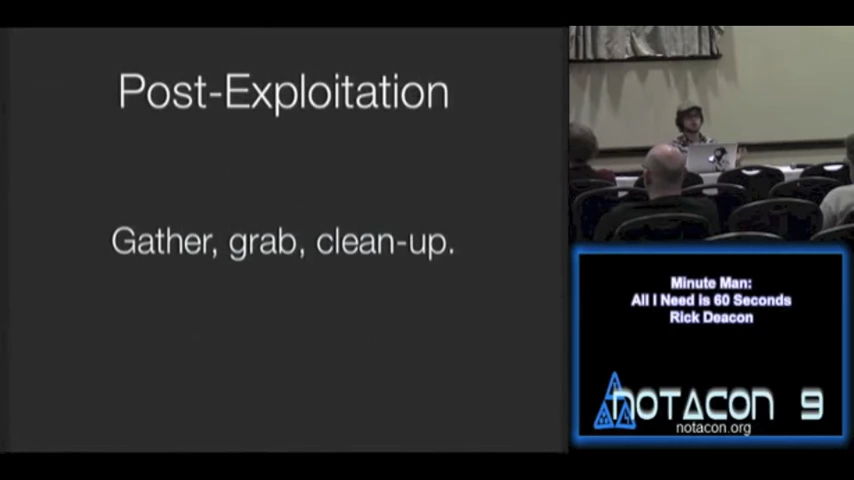 Post-Exploitation
Gather, grab, clean-up.
Minute Man:
All I Need is 60 Seconds
Rick Deacon
NOTACON 9
notacon.org